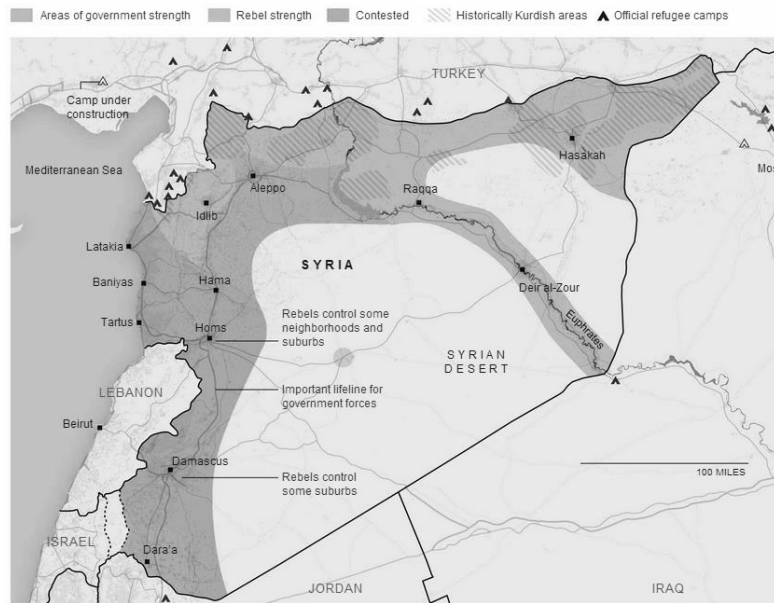 Areas of government strength
Rebel strength
Contested
Historically Kurdish areas
Official refugee camps
TURKEY
Camp under
construction
Mediterranean Sea
Hasakah
Mos
Aleppo
Raqqa
Idlib
Latakia
SYRIA
Baniyas
Hama
Deir al-Zour
Tartus
Rebels control some
neighborhoods and
suburbs
Homs
Euphrates
SYRIAN
DESERT
LEBANON
Important lifeline for
government forces
Beirut
Damascus
Rebels control
some suburbs
100 MILES
ISRAEL
Dara'a
JORDAN
IRAQ